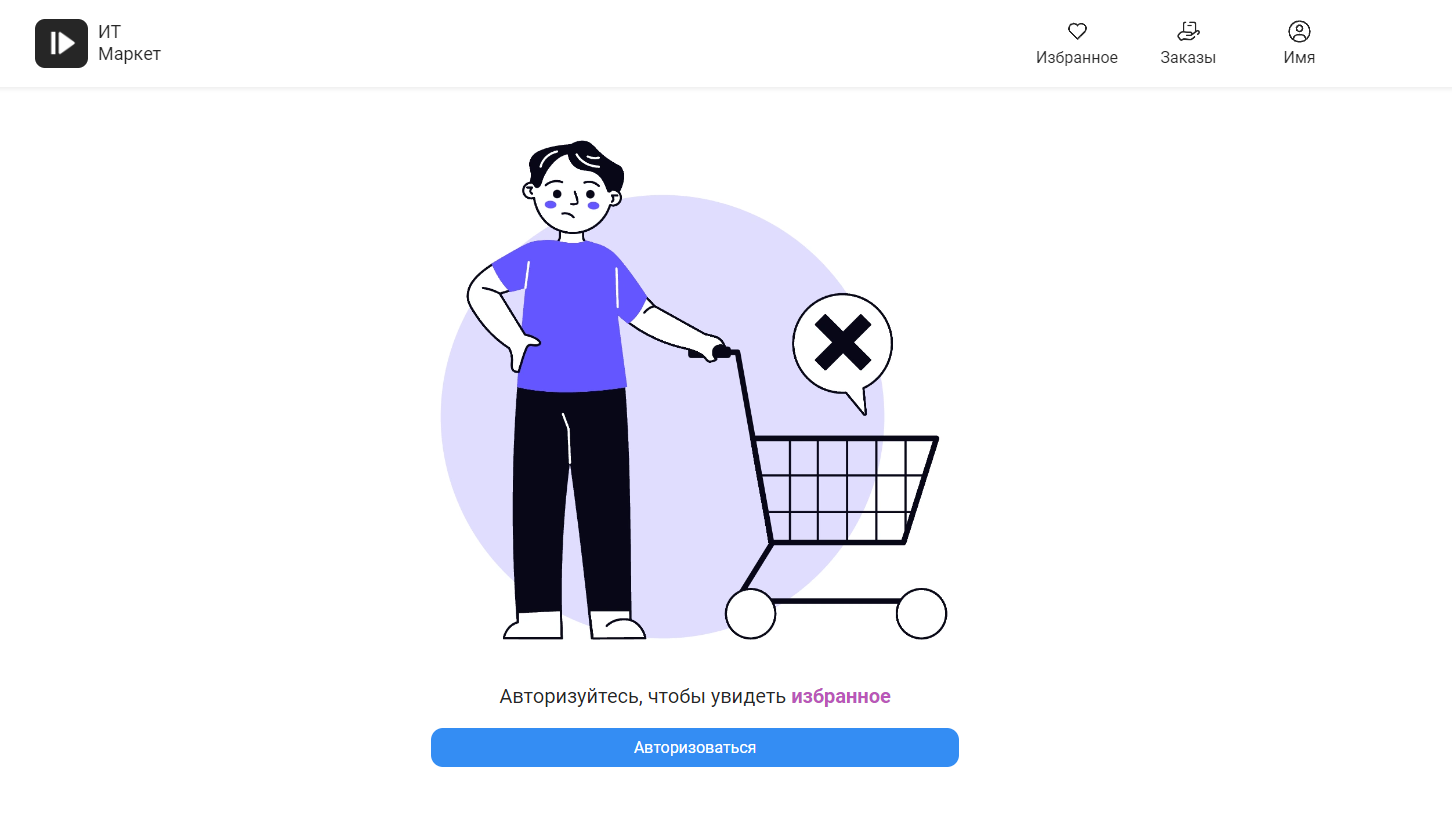 ИТ
Маркет
Избранное
Заказы
Имя
Авторизуйтесь, чтобы увидеть избранное
Авторизоваться